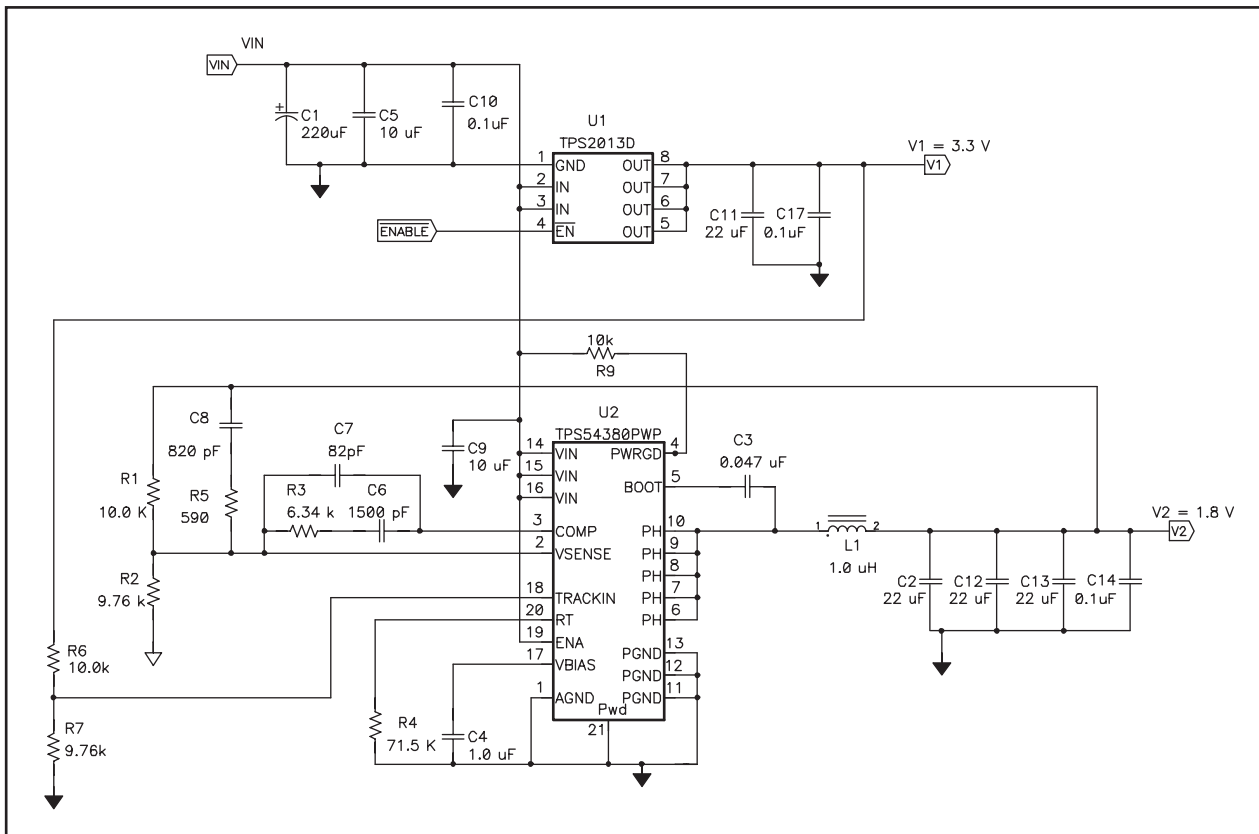 VIN
VIN
C1
220uF
C5
10 uF
C10
0.1uF
U1
TPS2013D
1 GND OUT 8
2 IN OUT 7
3 IN OUT 6
4 EN OUT 5
ENABLE
V1 = 3.3 V
V1
C11
22 uF
C17
0.1uF
10k
R9
C8
820 pF
C7
82pF
C9
10 uF
R1
10.0 K
R5
590
R3
6.34 k
C6
1500 pF
R2
9.76 k
U2
TPS54380PWP
14 VIN PWRGD 4
15 VIN BOOT 5
16 VIN
3 COMP PH 10
2 VSENSE PH 9
PH 8
18 TRACKIN PH 7
20 RT PH 6
19 ENA PGND 13
17 VBIAS PGND 12
1 AGND PGND 11
Pwd
21
C3
0.047 uF
1 2
L1
1.0 uH
V2 = 1.8 V
V2
C2
22 uF
C12
22 uF
C13
22 uF
C14
0.1uF
R6
10.0k
R7
9.76k
R4
71.5 K
C4
1.0 uF